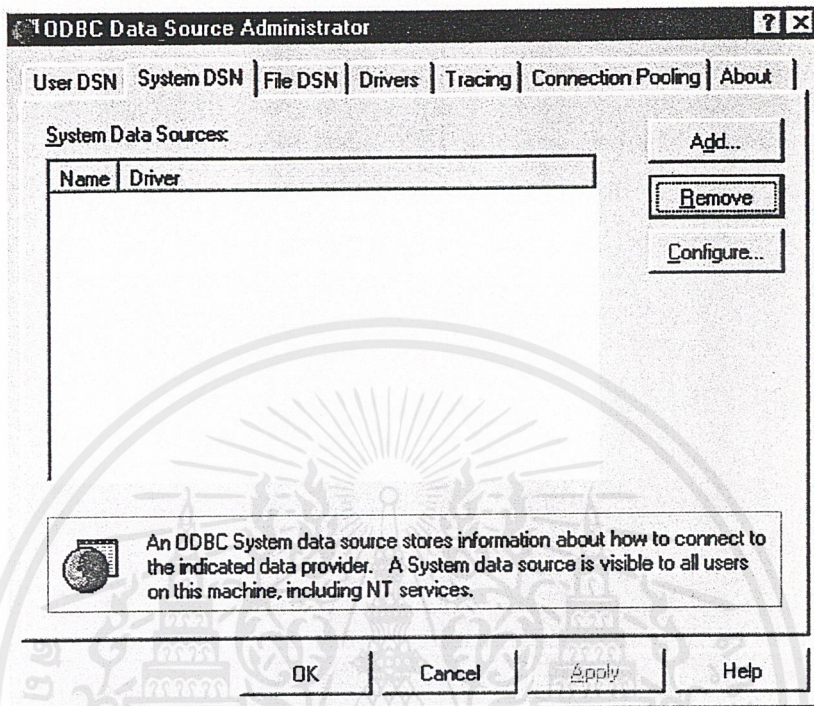 ODBC Data Source Administrator
User DSN System DSN File DSN Drivers Tracing Connection Pooling About
System Data Sources:
Add...
Name Driver
Remove
Configure...
An ODBC System data source stores information about how to connect to
the indicated data provider. A System data source is visible to all users
on this machine, including NT services.
OK Cancel Apply Help